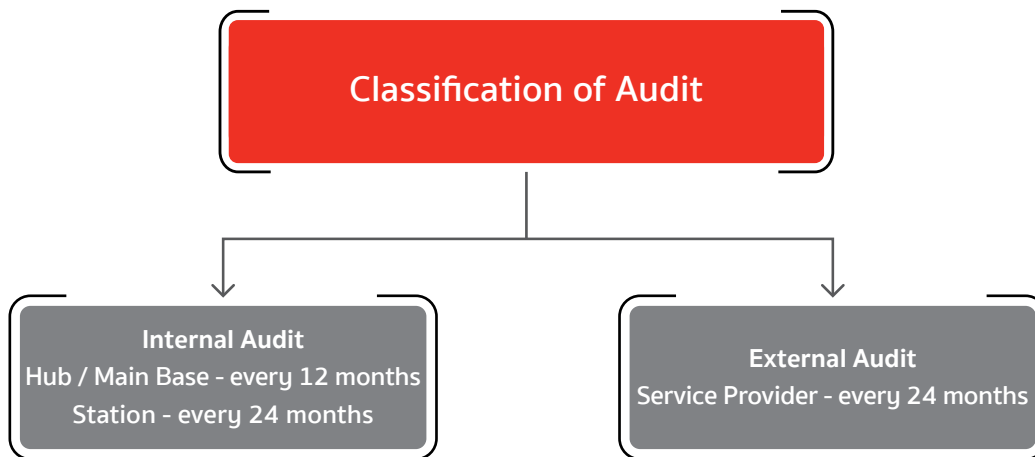 Classification of Audit
Internal Audit
Hub / Main Base - every 12 months
Station - every 24 months
External Audit
Service Provider - every 24 months